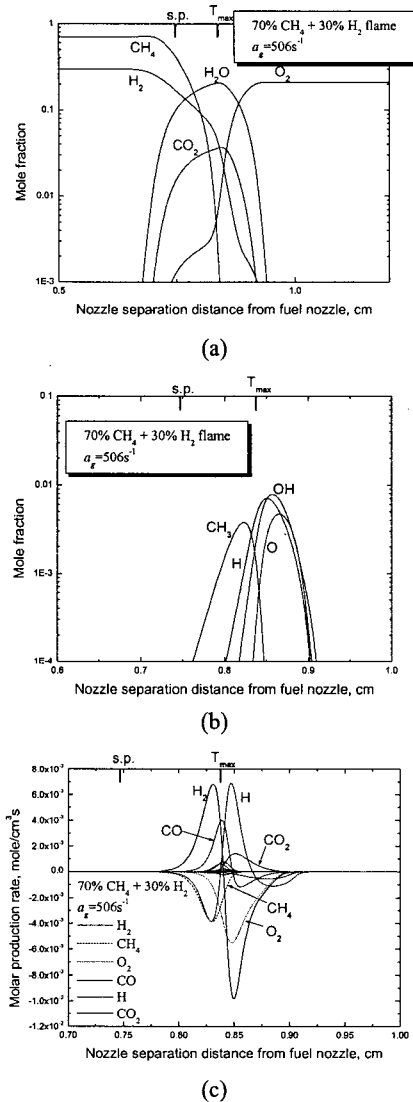 s.p.
T max
70% CH4 + 30% H2 flame
ag=506s-1
CH4
H2
H2O
O2
CO2
1
0.1
0.01
1E-3
Mole fraction
0.5
1.0
Nozzle separation distance from fuel nozzle, cm
(a)
s.p.
T max
70% CH4 + 30% H2 flame
ag=506s-1
OH
CH3
H
O
0.1
0.01
1E-3
1E-4
Mole fraction
0.6
0.7
0.8
0.9
1.0
Nozzle separation distance from fuel nozzle, cm
(b)
s.p.
T max
8.0x10-3
6.0x10-3
4.0x10-3
2.0x10-3
0.0
-2.0x10-3
-4.0x10-3
-6.0x10-3
-8.0x10-3
-1.0x10-2
-1.2x10-2
Molar production rate, mole/cm3s
H2
H
CO
CO2
CH4
O2
70% CH4 + 30% H2
ag=506s-1
H2
CH4
O2
CO
H
CO2
0.70
0.75
0.80
0.85
0.90
0.95
1.00
Nozzle separation distance from fuel nozzle, cm
(c)